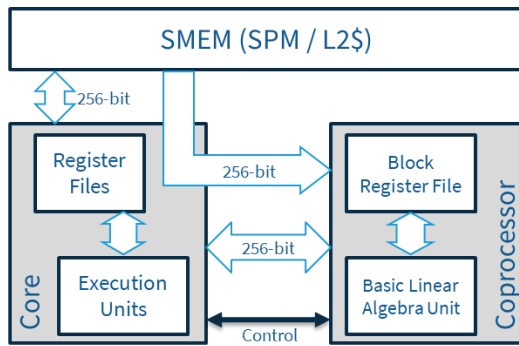 SMEM (SPM / L2$)
256-bit
Register
Files
256-bit
Block
Register File
256-bit
Execution
Units
Basic Linear
Algebra Unit
Core
Control
Coprocessor